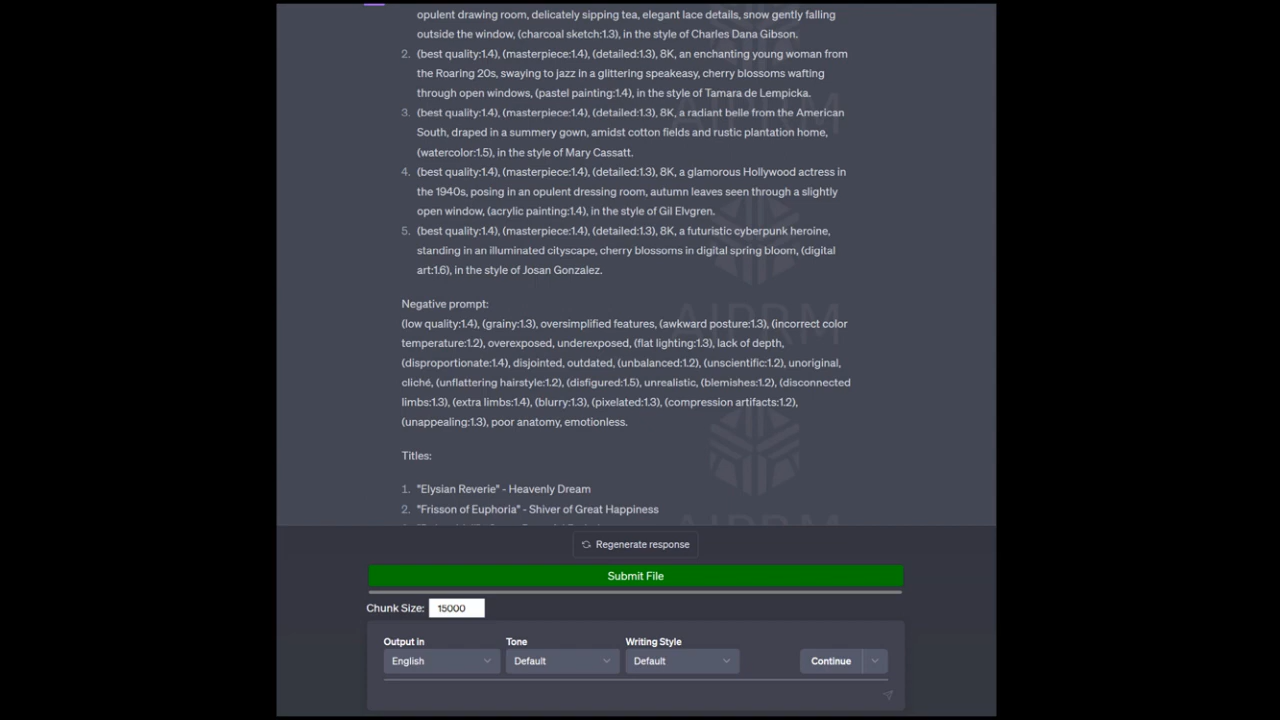 opulent drawing room, delicately sipping tea, elegant lace details, snow gently falling
outside the window, (charcoal sketch:1.3), in the style of Charles Dana Gibson.
2. (best quality:1.4), (masterpiece:1.4), (detailed:1.3), 8K, an enchanting young woman from
the Roaring 20s, swaying to jazz in a glittering speakeasy, cherry blossoms wafting
through open windows, (pastel painting:1.4), in the style of Tamara de Lempicka.
3. (best quality:1.4), (masterpiece:1.4), (detailed:1.3), 8K, a radiant belle from the American
South, draped in a summery gown, amidst cotton fields and rustic plantation home,
(watercolor:1.5), in the style of Mary Cassatt.
4. (best quality:1.4), (masterpiece:1.4), (detailed:1.3), 8K, a glamorous Hollywood actress in
the 1940s, posing in an opulent dressing room, autumn leaves seen through a slightly
open window, (acrylic painting:1.4), in the style of Gil Elvgren.
5. (best quality:1.4), (masterpiece:1.4), (detailed:1.3), 8K, a futuristic cyberpunk heroine,
standing in an illuminated cityscape, cherry blossoms in digital spring bloom, (digital
art:1.6), in the style of Josan Gonzalez.
Negative prompt:
(low quality:1.4), (grainy:1.3), oversimplified features, (awkward posture:1.3), (incorrect color
temperature:1.2), overexposed, underexposed, (flat lighting:1.3), lack of depth,
(disproportionate:1.4), disjointed, outdated, (unbalanced:1.2), (unscientific:1.2), unoriginal,
cliché, (unflattering hairstyle:1.2), (disfigured:1.5), unrealistic, (blemishes:1.2), (disconnected
limbs:1.3), (extra limbs:1.4), (blurry:1.3), (pixelated:1.3), (compression artifacts:1.2),
(unappealing:1.3), poor anatomy, emotionless.
Titles:
1. "Elysian Reverie" - Heavenly Dream
2. "Frisson of Euphoria" - Shiver of Great Happiness
AIPRM
AIPRM
Regenerate response
Submit File
Chunk Size: 15000
Output in Tone Writing Style
English Default Default Continue